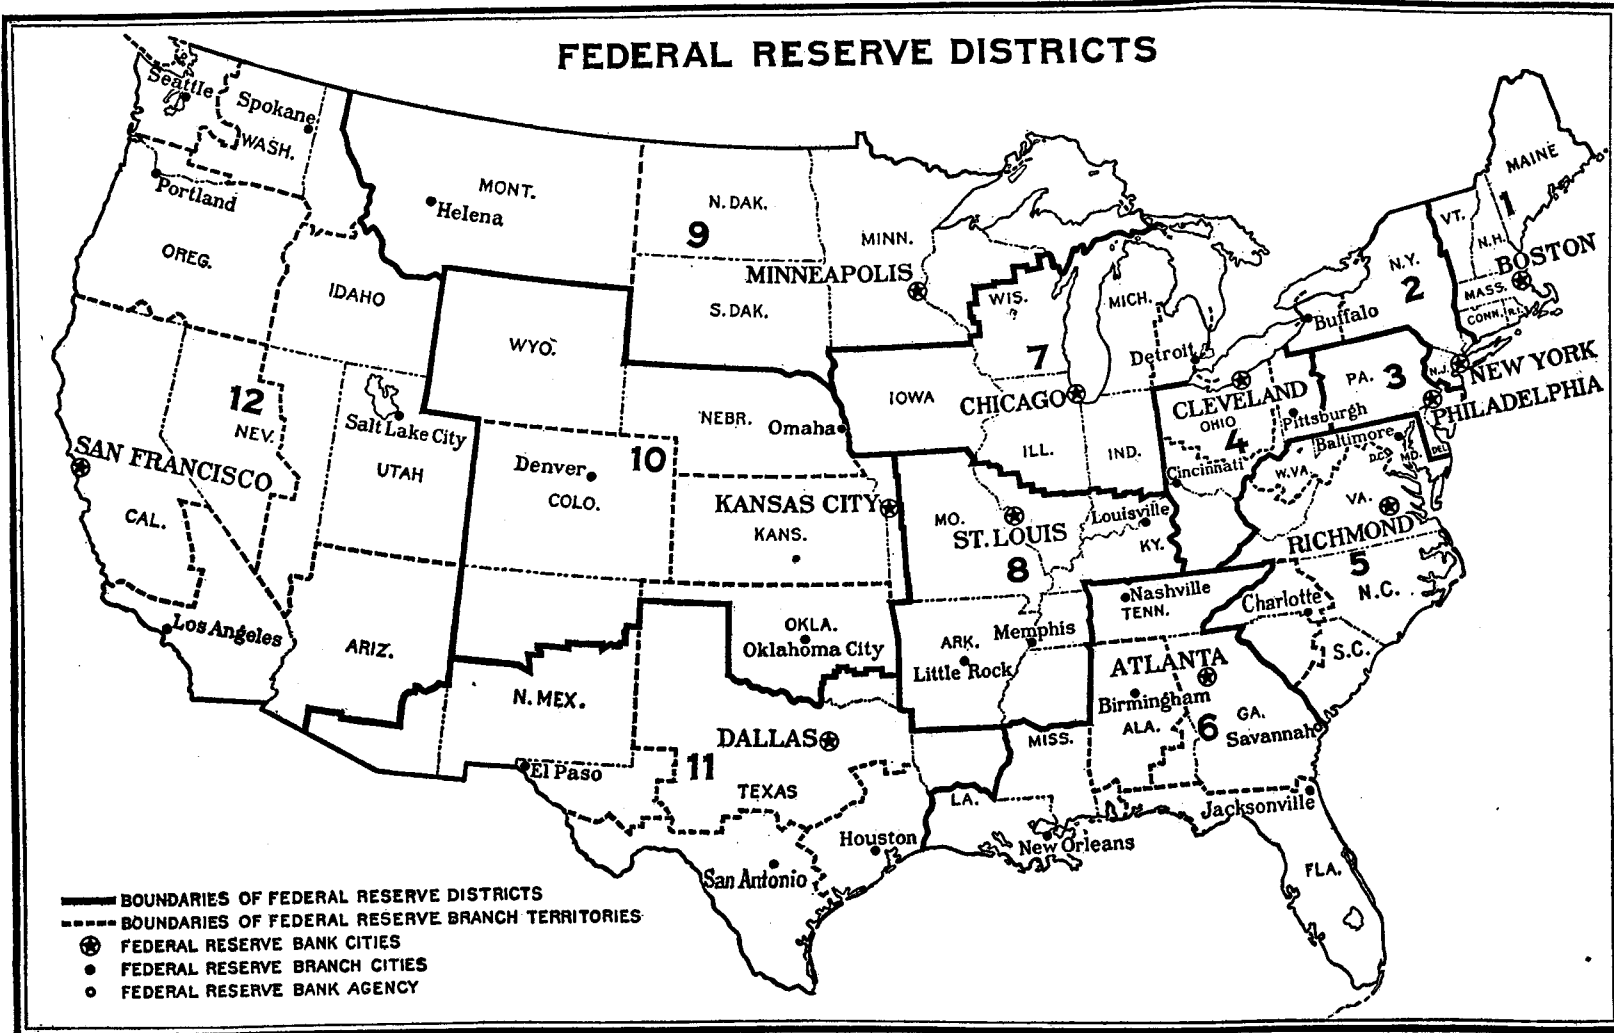 FEDERAL RESERVE DISTRICTS
Seattle
Spokane
WASH.
Portland
OREG.
IDAHO
MONT.
Helena
N. DAK.
9
MINN.
MINNEAPOLIS
S. DAK.
WYO.
WIS.
MICH.
7
Detroit
IOWA
CHICAGO
ILL.
IND.
NEBR.
Omaha
12
NEV.
SAN FRANCISCO
CAL.
Los Angeles
Salt Lake City
UTAH
ARIZ.
Denver
COLO.
10
KANSAS CITY
KANS.
OKLA.
Oklahoma City
MO.
ST. LOUIS
8
Louisville
KY.
ARK.
Memphis
Little Rock
N. MEX.
El Paso
DALLAS
11
TEXAS
Houston
San Antonio
LA.
MISS.
New Orleans
Nashville
TENN.
ATLANTA
Birmingham
ALA.
6
GA.
Savannah
Jacksonville
FLA.
Charlotte
N.C.
S.C.
RICHMOND
5
VA.
W.VA.
Baltimore
D.C.
MD.
DEL.
CLEVELAND
OHIO
4
Cincinnati
Pittsburgh
PA.
3
PHILADELPHIA
N.J.
NEW YORK
N.Y.
2
Buffalo
MAINE
VT.
N.H.
1
BOSTON
MASS.
CONN.
R.I.
BOUNDARIES OF FEDERAL RESERVE DISTRICTS
BOUNDARIES OF FEDERAL RESERVE BRANCH TERRITORIES
FEDERAL RESERVE BANK CITIES
FEDERAL RESERVE BRANCH CITIES
FEDERAL RESERVE BANK AGENCY